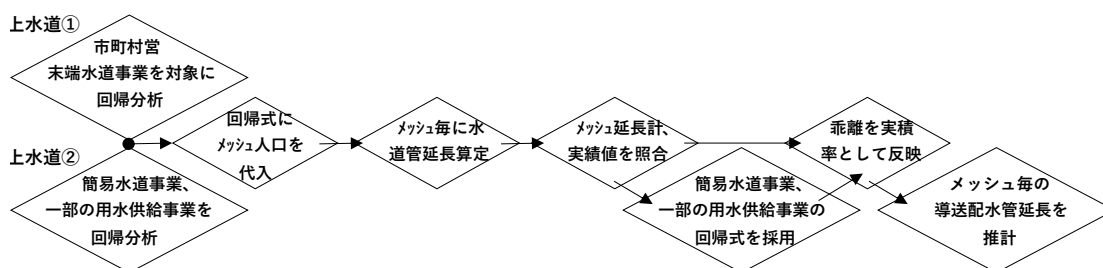 上水道①
市町村営
末端水道事業を対象に
回帰分析
上水道②
簡易水道事業、
一部の用水供給事業を
回帰分析
回帰式に
メッシュ人口を
代入
メッシュ毎に水
道管延長算定
メッシュ延長計、
実績値を照合
簡易水道事業、
一部の用水供給事業の
回帰式を採用
乖離を実積
率として反映
メッシュ毎の
導送配水管延長を
推計